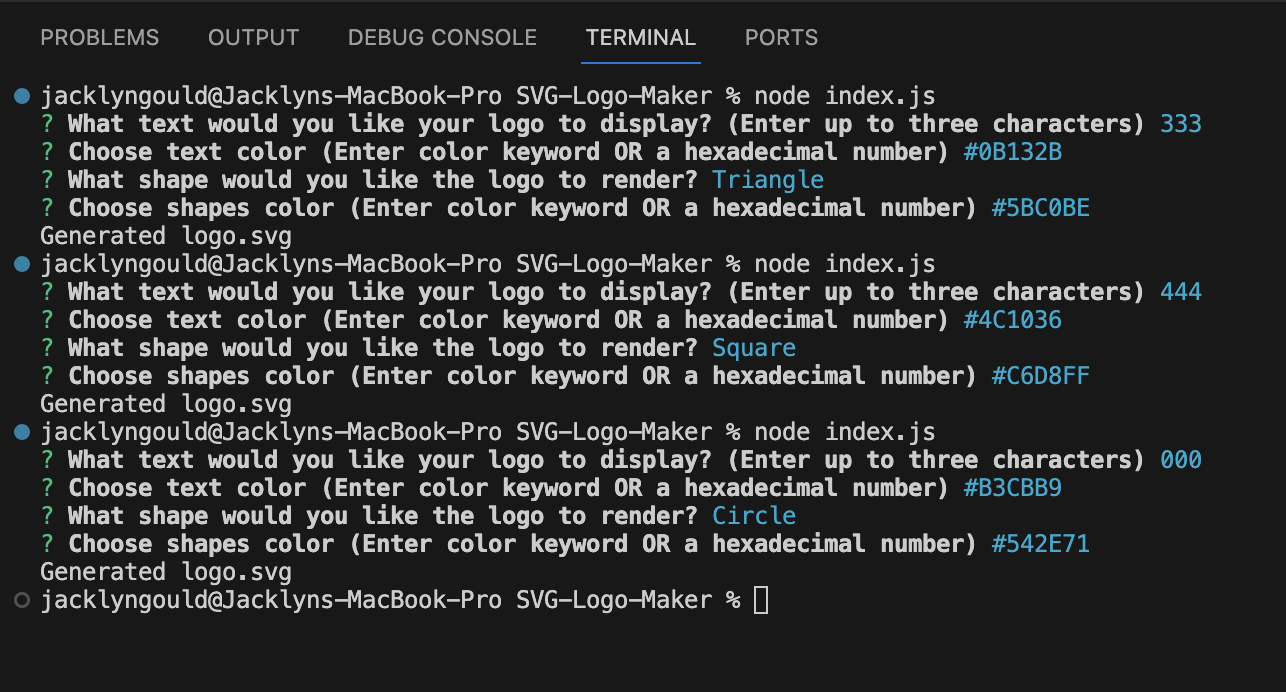 PROBLEMS OUTPUT DEBUG CONSOLE TERMINAL PORTS
jacklyngould@Jacklyns-MacBook-Pro SVG-Logo-Maker % node index.js
? What text would you like your logo to display? (Enter up to three characters) 333
? Choose text color (Enter color keyword OR a hexadecimal number) #0B132B
? What shape would you like the logo to render? Triangle
? Choose shapes color (Enter color keyword OR a hexadecimal number) #5BC0BE
Generated logo.svg
jacklyngould@Jacklyns-MacBook-Pro SVG-Logo-Maker % node index.js
? What text would you like your logo to display? (Enter up to three characters) 444
? Choose text color (Enter color keyword OR a hexadecimal number) #4C1036
? What shape would you like the logo to render? Square
? Choose shapes color (Enter color keyword OR a hexadecimal number) #C6D8FF
Generated logo.svg
jacklyngould@Jacklyns-MacBook-Pro SVG-Logo-Maker % node index.js
? What text would you like your logo to display? (Enter up to three characters) 000
? Choose text color (Enter color keyword OR a hexadecimal number) #B3CBB9
? What shape would you like the logo to render? Circle
? Choose shapes color (Enter color keyword OR a hexadecimal number) #542E71
Generated logo.svg
jacklyngould@Jacklyns-MacBook-Pro SVG-Logo-Maker %